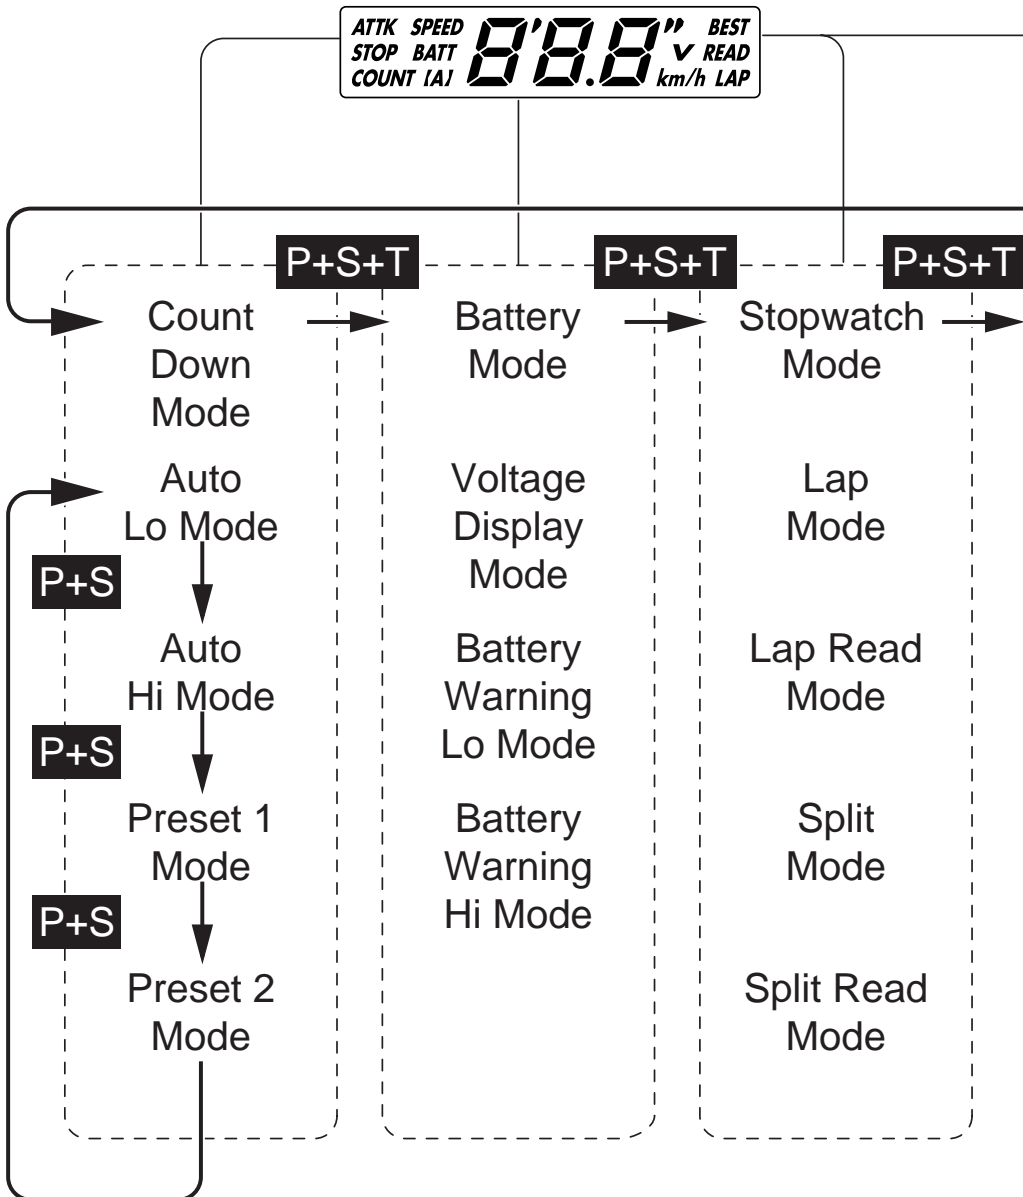 ATTK SPEED
STOP BATT
COUNT [A]
8'8.8"
BEST
V READ
km/h LAP
P+S+T
P+S+T
P+S+T
Count
Down
Mode
Battery
Mode
Stopwatch
Mode
Auto
Lo Mode
Voltage
Display
Mode
Lap
Mode
P+S
Auto
Hi Mode
Battery
Warning
Lo Mode
Lap Read
Mode
P+S
Preset 1
Mode
Battery
Warning
Hi Mode
Split
Mode
P+S
Preset 2
Mode
Split Read
Mode